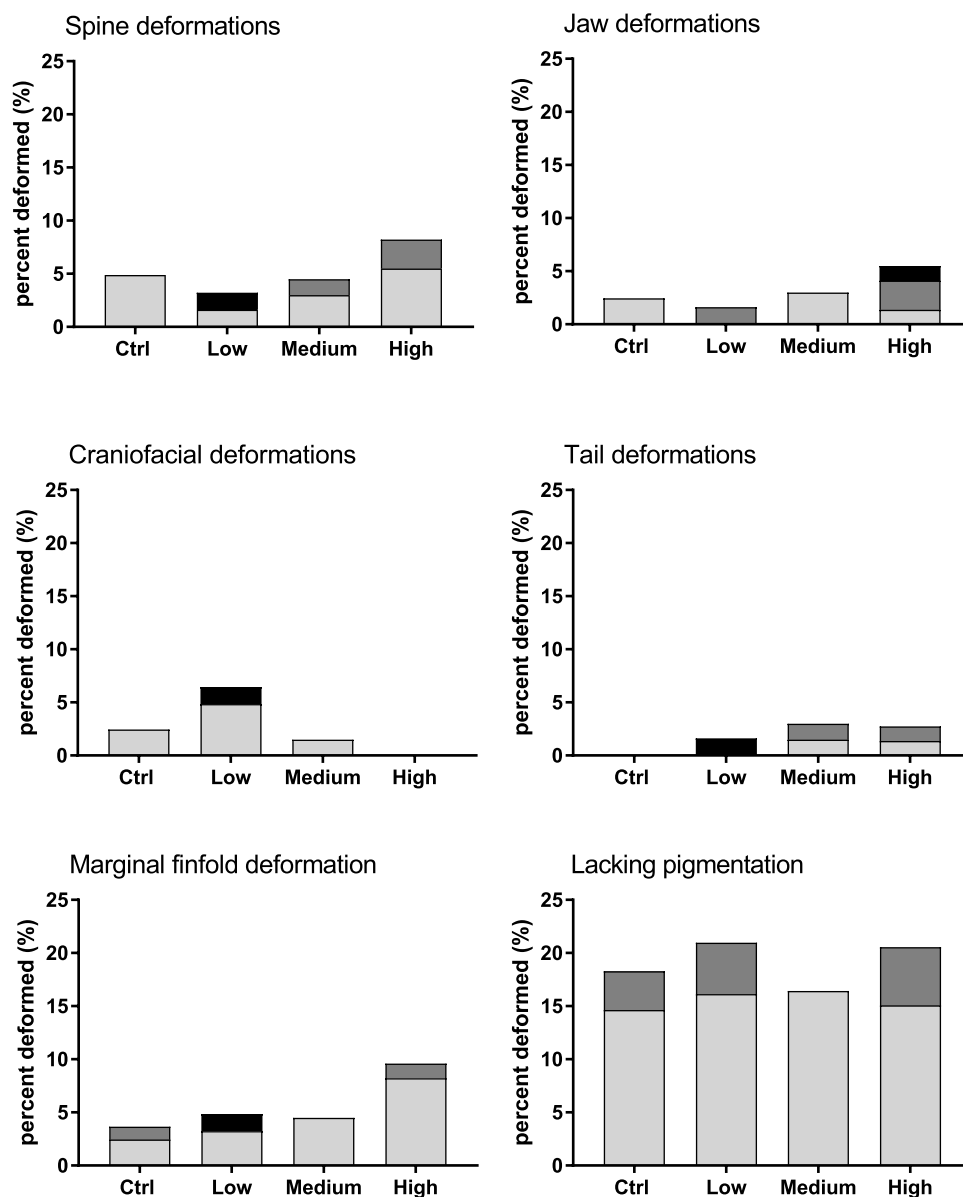 Spine deformations
percent deformed (%)
25
20
15
10
5
0
Ctrl Low Medium High
Jaw deformations
percent deformed (%)
25
20
15
10
5
0
Ctrl Low Medium High
Craniofacial deformations
percent deformed (%)
25
20
15
10
5
0
Ctrl Low Medium High
Tail deformations
percent deformed (%)
25
20
15
10
5
0
Ctrl Low Medium High
Marginal finfold deformation
percent deformed (%)
25
20
15
10
5
0
Ctrl Low Medium High
Lacking pigmentation
percent deformed (%)
25
20
15
10
5
0
Ctrl Low Medium High